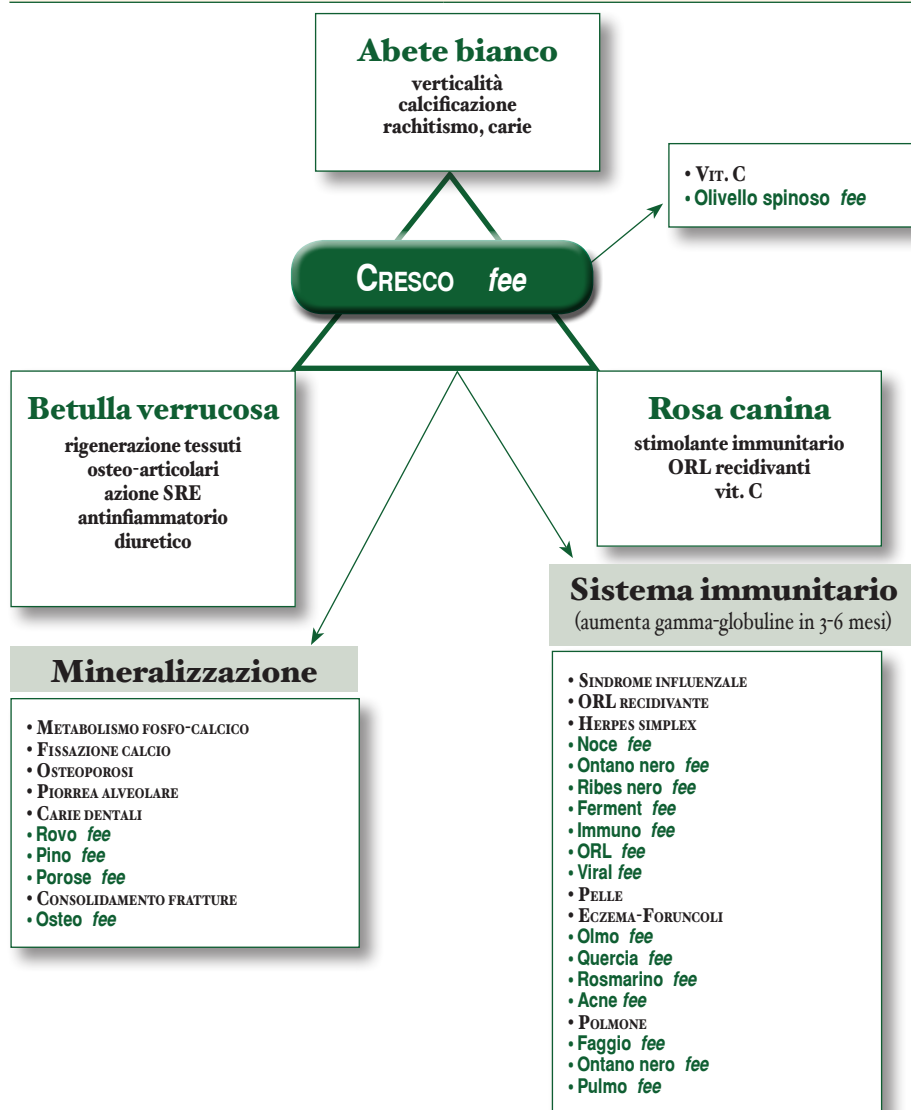 Abete bianco
verticalità
calcificazione
rachitismo, carie
• Vit. C
• Olivello spinoso fee
Cresco fee
Betulla verrucosa
rigenerazione tessuti
osteo-articolari
azione SRE
antinfiammatorio
diuretico
Rosa canina
stimolante immunitario
ORL recidivanti
vit. C
Mineralizzazione
• Metabolismo fosfo-calcico
• Fissazione calcio
• Osteoporosi
• Piorrea alveolare
• Carie dentali
• Rovo fee
• Pino fee
• Porose fee
• Consolidamento fratture
• Osteo fee
Sistema immunitario
(aumenta gamma-globuline in 3-6 mesi)
• Sindrome influenzale
• ORL recidivante
• Herpes simplex
• Noce fee
• Ontano nero fee
• Ribes nero fee
• Ferment fee
• Immuno fee
• ORL fee
• Viral fee
• Pelle
• Eczema-Foruncoli
• Olmo fee
• Quercia fee
• Rosmarino fee
• Acne fee
• Polmone
• Faggio fee
• Ontano nero fee
• Pulmo fee